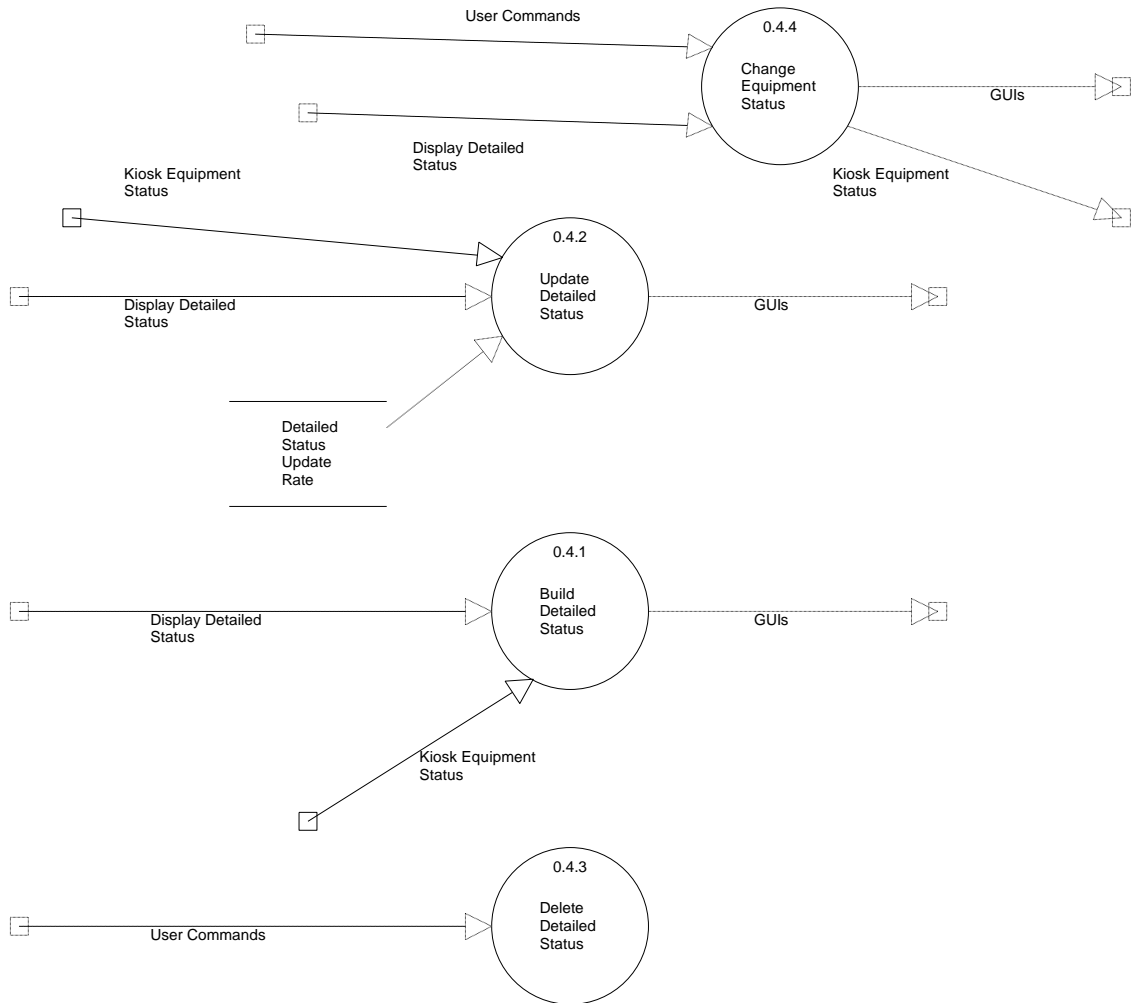 User Commands
0.4.4
Change
Equipment
Status
GUIs
Display Detailed
Status
Kiosk Equipment
Status
Kiosk Equipment
Status
0.4.2
Update
Detailed
Status
Display Detailed
Status
GUIs
Detailed
Status
Update
Rate
0.4.1
Build
Detailed
Status
Display Detailed
Status
GUIs
Kiosk Equipment
Status
0.4.3
Delete
Detailed
Status
User Commands